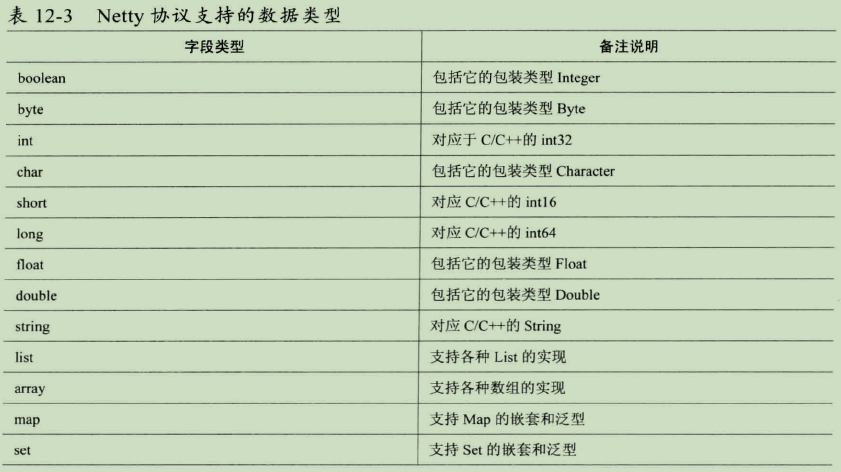 表 12-3 Netty 协议支持的数据类型
字段类型 备注说明
boolean 包括它的包装类型 Integer
byte 包括它的包装类型 Byte
int 对应于 C/C++的 int32
char 包括它的包装类型 Character
short 对应 C/C++的 int16
long 对应 C/C++的 int64
float 包括它的包装类型 Float
double 包括它的包装类型 Double
string 对应 C/C++的 String
list 支持各种 List 的实现
array 支持各种数组的实现
map 支持 Map 的嵌套和泛型
set 支持 Set 的嵌套和泛型